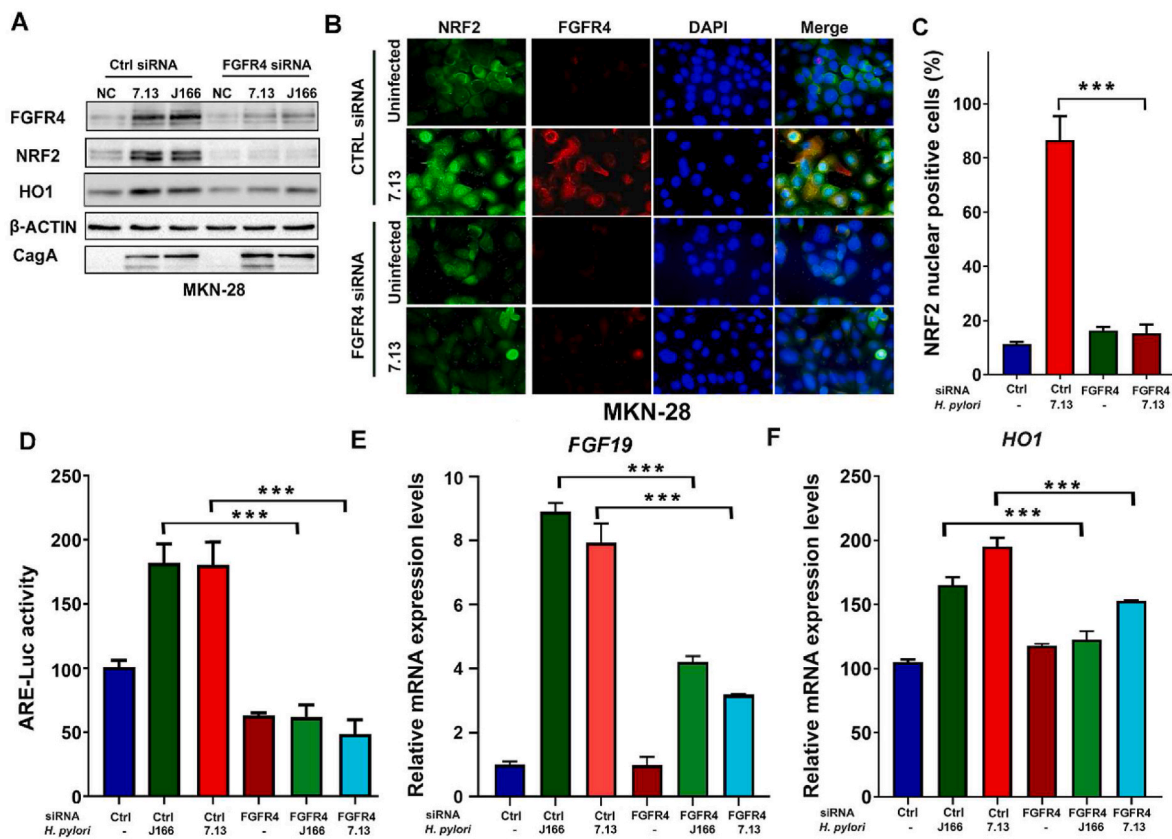 A
Ctrl siRNA FGFR4 siRNA
NC 7.13 J166 NC 7.13 J166
FGFR4
NRF2
HO1
β-ACTIN
CagA
MKN-28
B
NRF2 FGFR4 DAPI Merge
CTRL siRNA
Uninfected
7.13
FGFR4 siRNA
Uninfected
7.13
MKN-28
C
NRF2 nuclear positive cells (%)
100
80
60
40
20
0
***
siRNA Ctrl Ctrl FGFR4 FGFR4
H. pylori - 7.13 - 7.13
D
ARE-Luc activity
250
200
150
100
50
0
***
***
siRNA Ctrl Ctrl Ctrl FGFR4 FGFR4 FGFR4
H. pylori - J166 7.13 - J166 7.13
E
FGF19
Relative mRNA expression levels
10
8
6
4
2
0
***
***
Ctrl Ctrl Ctrl FGFR4 FGFR4 FGFR4
- J166 7.13 - J166 7.13
F
HO1
Relative mRNA expression levels
250
200
150
100
50
0
***
***
siRNA Ctrl Ctrl Ctrl FGFR4 FGFR4 FGFR4
H. pylori - J166 7.13 - J166 7.13